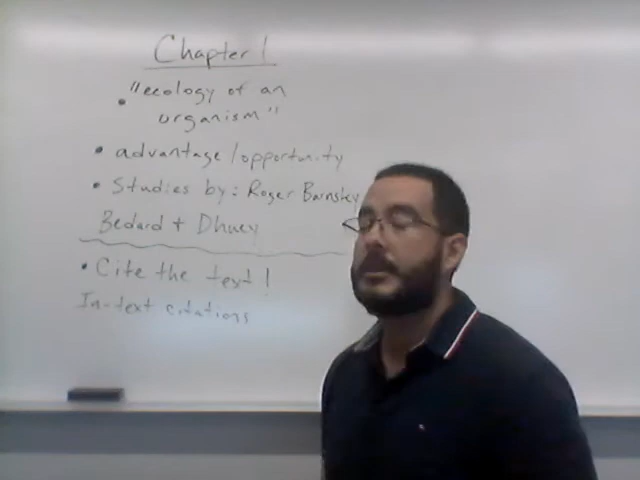 Chapter 1
• "ecology of an
organism"
• advantage/opportunity
• Studies by: Roger Barnsley
Bedard + Dhuey
• Cite the text!
In-text citations